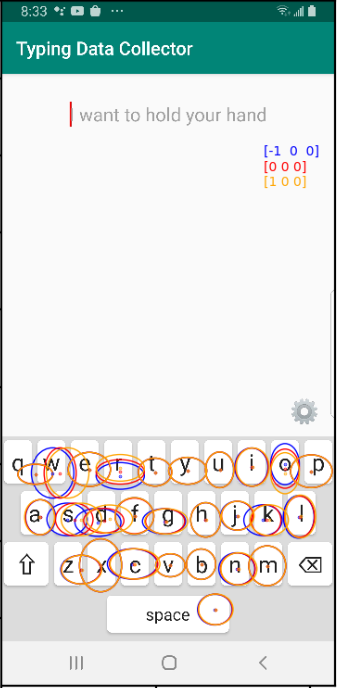 8:33
Typing Data Collector
want to hold your hand
[-1 0 0]
[0 0 0]
[1 0 0]
q w e r t y u i o p
a s d f g h j k l
z x c v b n m
space